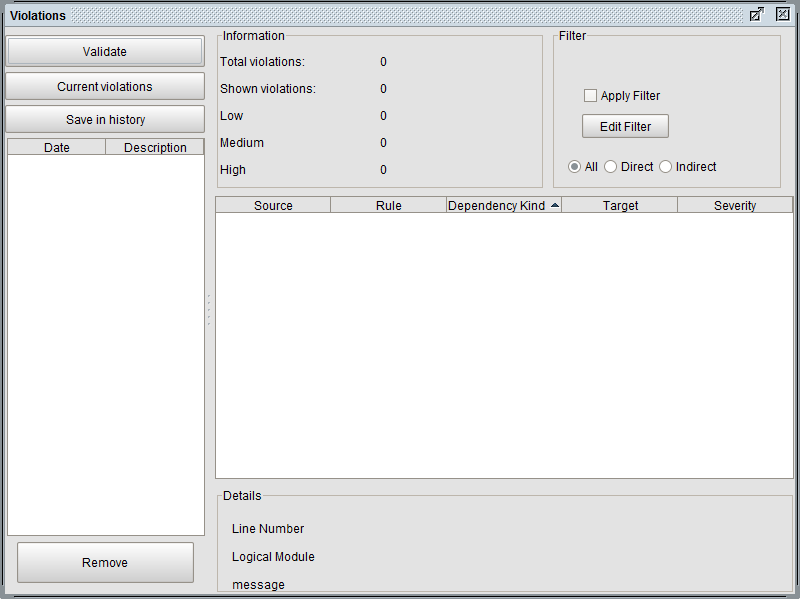 Violations
Validate
Current violations
Save in history
Date Description
Remove
Information
Total violations: 0
Shown violations: 0
Low 0
Medium 0
High 0
Filter
Apply Filter
Edit Filter
All Direct Indirect
Source Rule Dependency Kind Target Severity
Details
Line Number
Logical Module
message